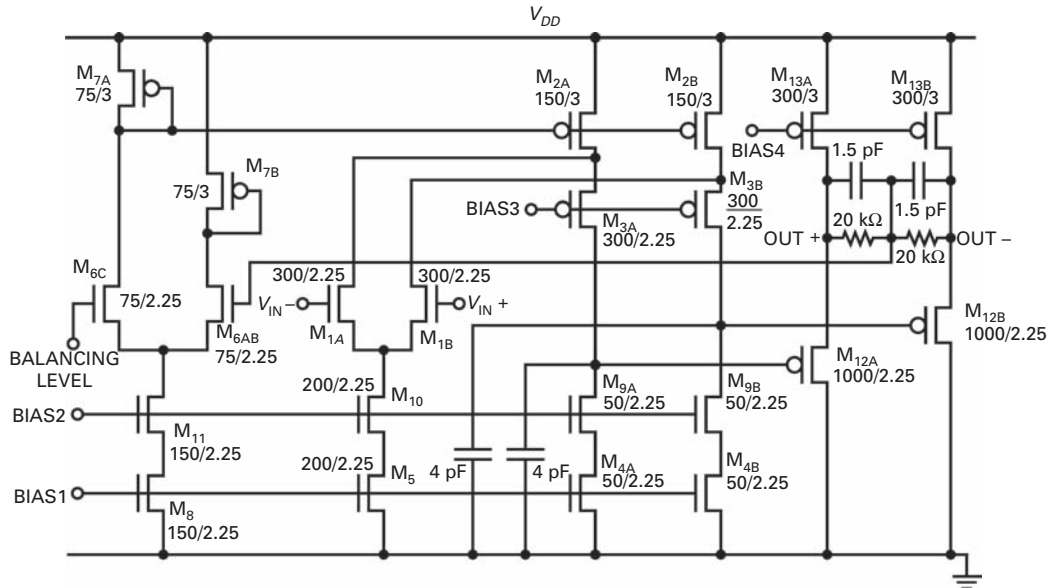 V_DD
M_7A
75/3
M_2A
150/3
M_2B
150/3
M_13A
300/3
M_13B
300/3
BIAS4
1.5 pF
M_7B
75/3
M_3B
300
2.25
BIAS3
M_3A
300/2.25
1.5 pF
20 kΩ
OUT +
OUT –
20 kΩ
M_6C
75/2.25
300/2.25
300/2.25
V_IN –
V_IN +
M_6AB
75/2.25
M_1A
M_1B
M_12B
1000/2.25
BALANCING
LEVEL
M_12A
1000/2.25
200/2.25
M_10
M_9A
50/2.25
M_9B
50/2.25
BIAS2
M_11
150/2.25
200/2.25
M_5
4 pF
4 pF
M_4A
50/2.25
M_4B
50/2.25
BIAS1
M_8
150/2.25